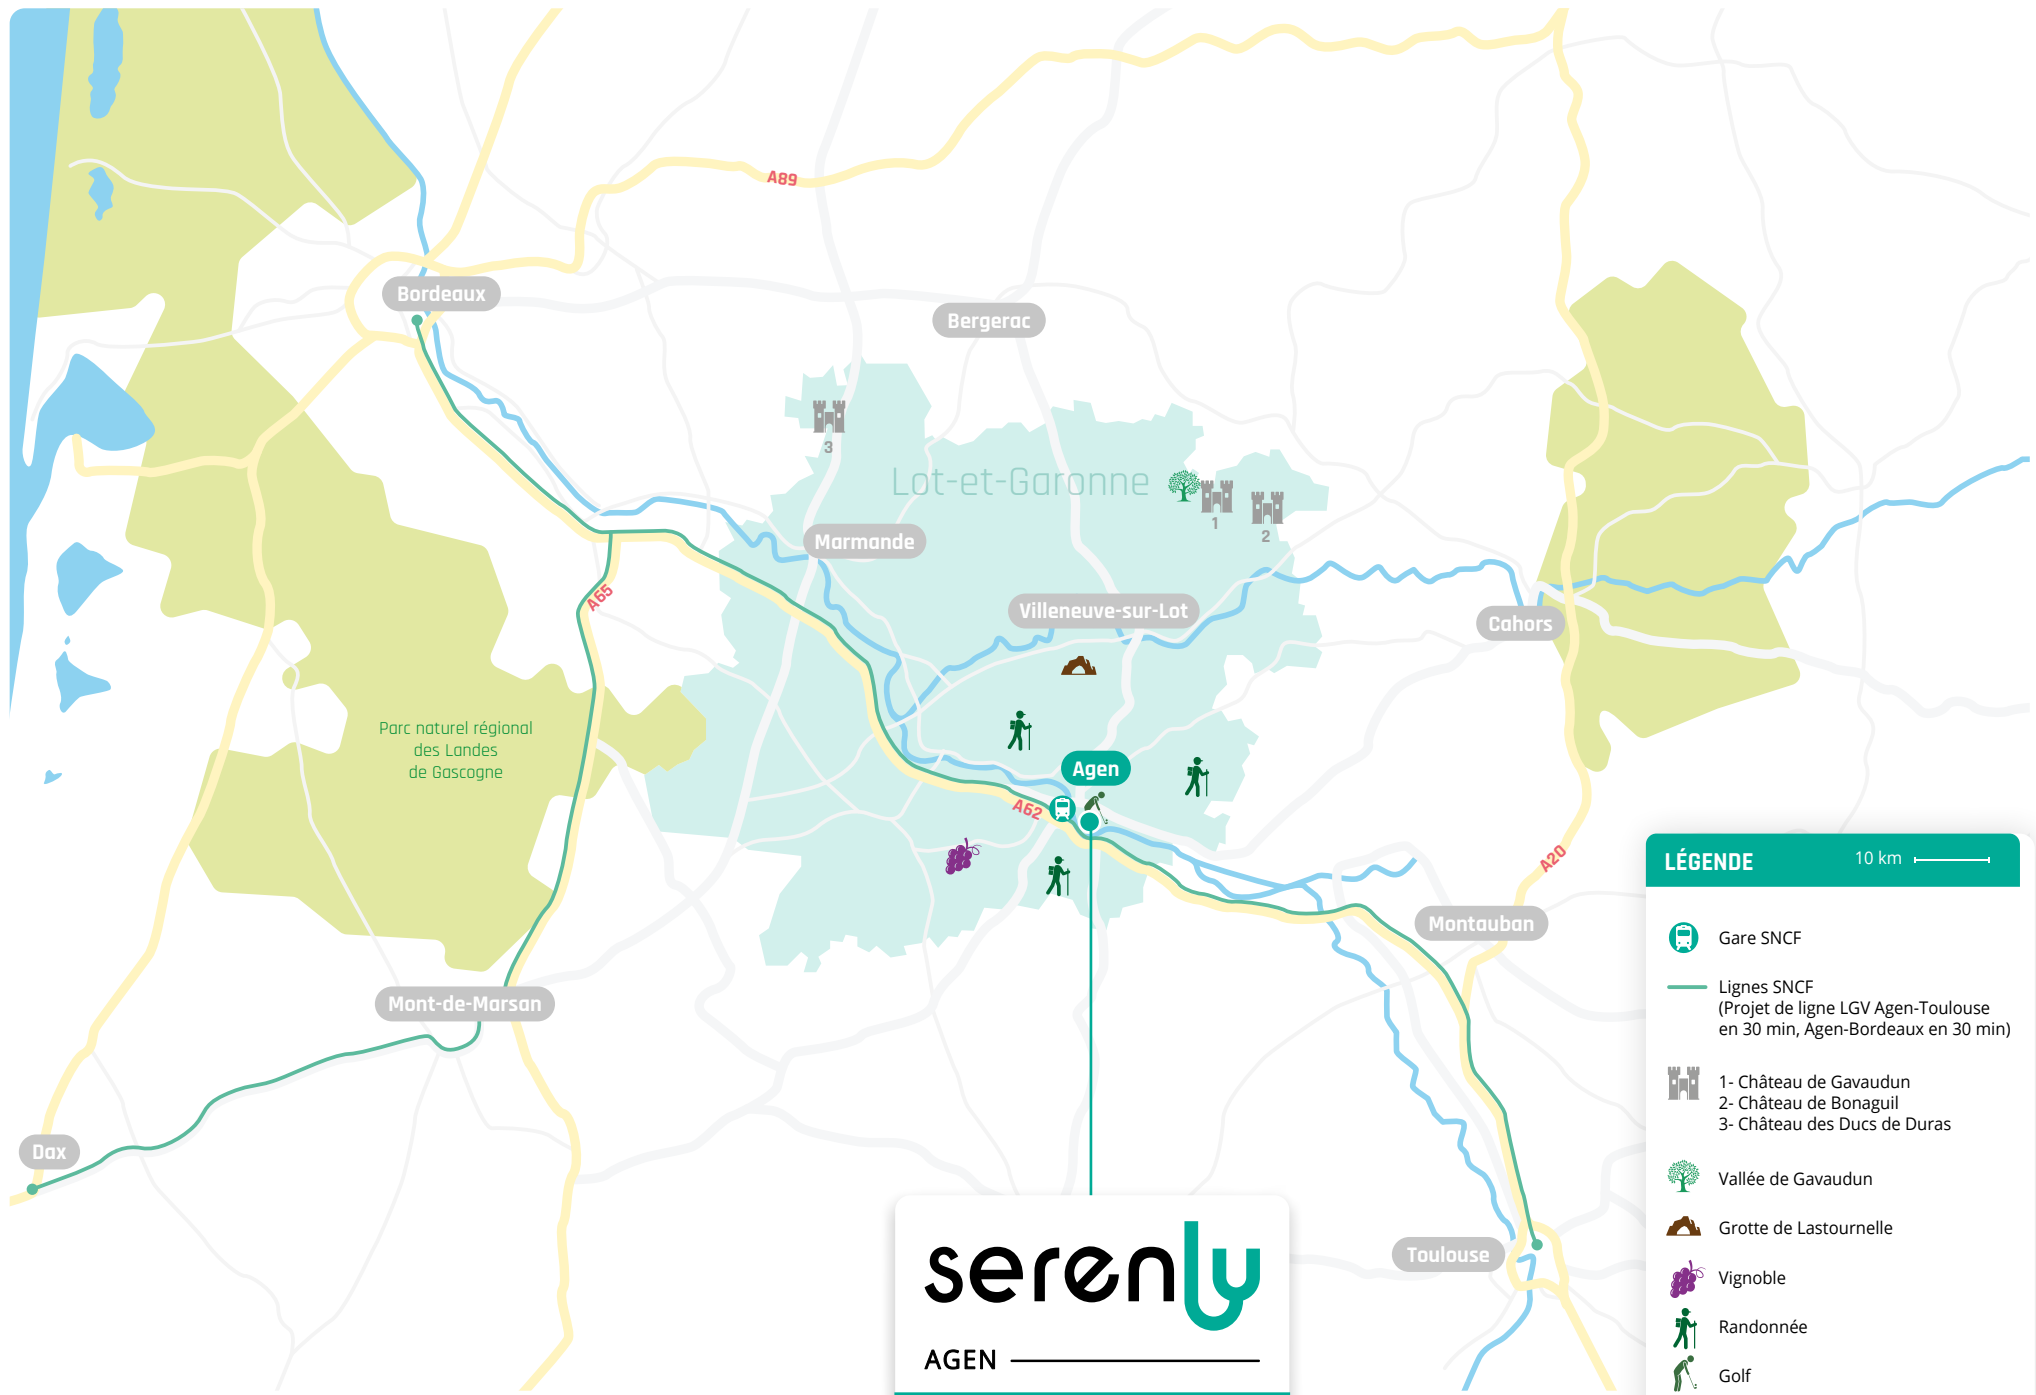 A89
Bordeaux
Bergerac
3
Lot-et-Garonne
1
2
Marmande
A65
Villeneuve-sur-Lot
Cahors
Parc naturel régional
des Landes
de Gascogne
Agen
A62
A20
Montauban
Mont-de-Marsan
Dax
Toulouse
serenly
AGEN
LÉGENDE
10 km
Gare SNCF
Lignes SNCF
(Projet de ligne LGV Agen-Toulouse
en 30 min, Agen-Bordeaux en 30 min)
1- Château de Gavaudun
2- Château de Bonaguil
3- Château des Ducs de Duras
Vallée de Gavaudun
Grotte de Lastournelle
Vignoble
Randonnée
Golf